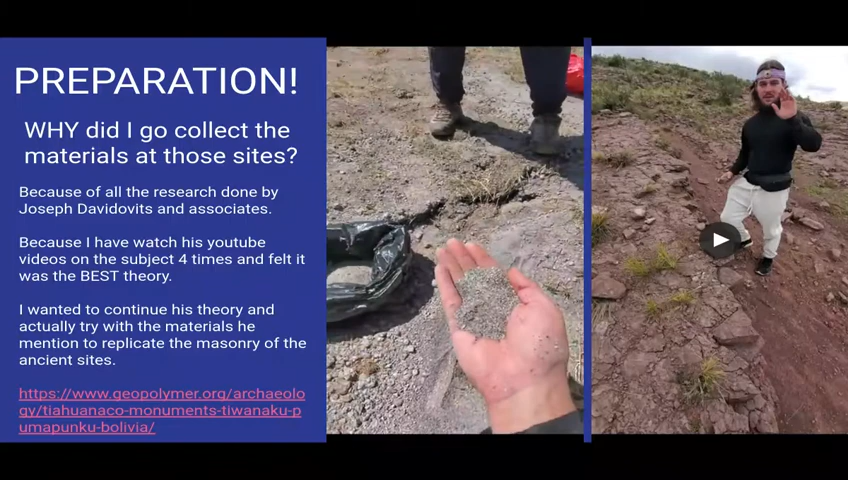 PREPARATION!
WHY did I go collect the
materials at those sites?
Because of all the research done by
Joseph Davidovits and associates.
Because I have watch his youtube
videos on the subject 4 times and felt it
was the BEST theory.
I wanted to continue his theory and
actually try with the materials he
mention to replicate the masonry of the
ancient sites.
https://www.geopolymer.org/archaeolo
gy/tiahuanaco-monuments-tiwanaku-p
umapunku-bolivia/